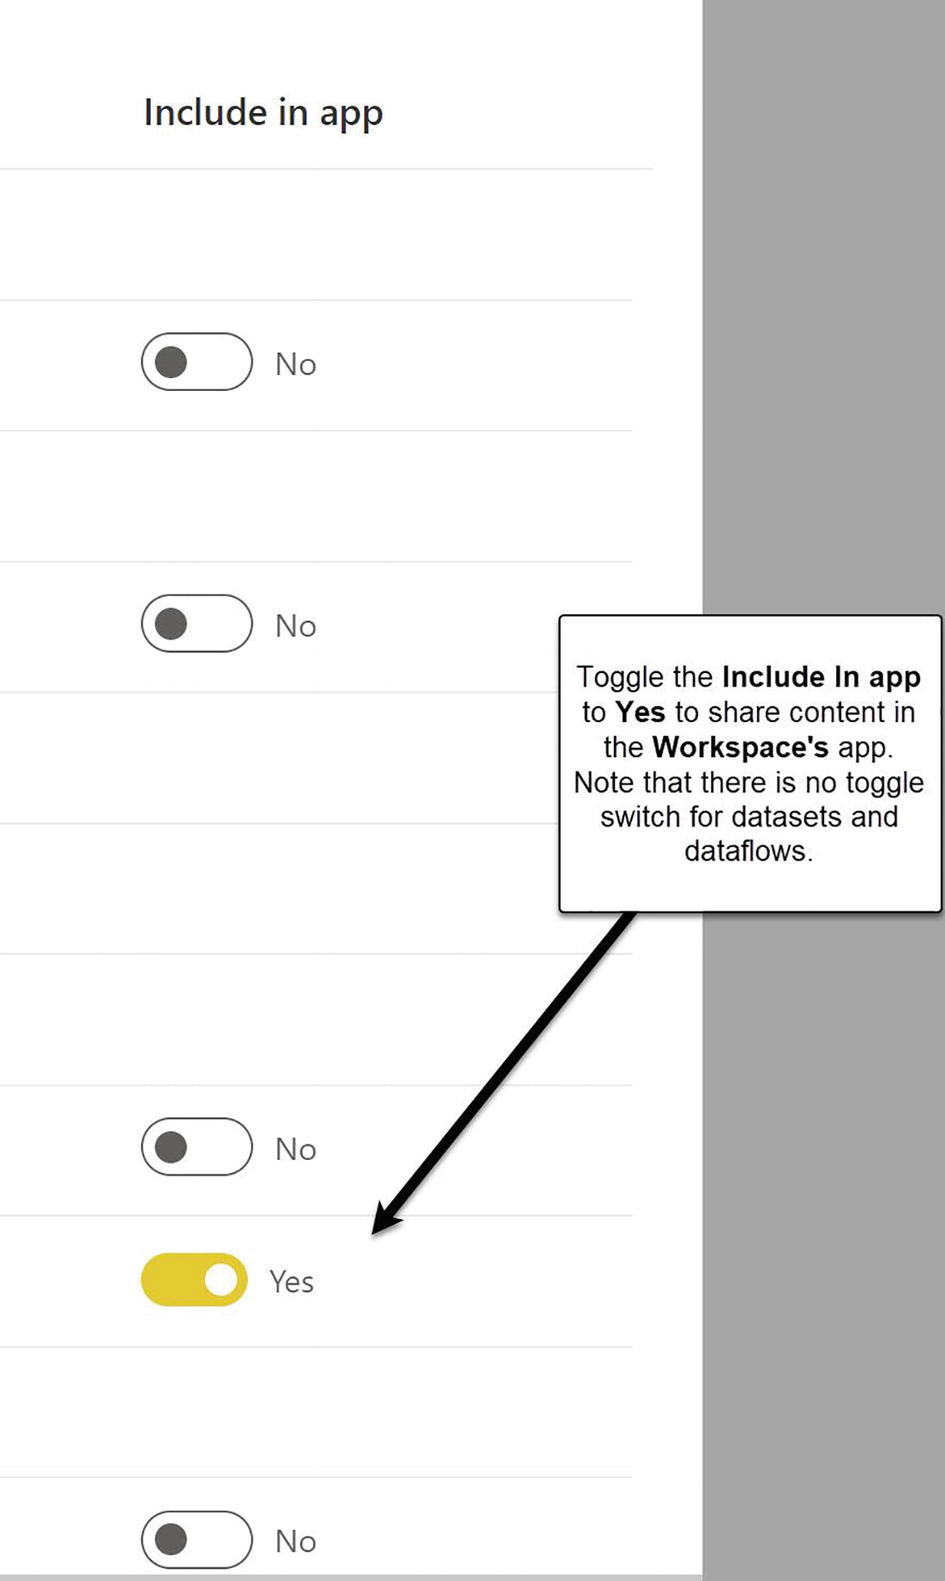 Include in app
No
No
Toggle the Include In app
to Yes to share content in
the Workspace's app.
Note that there is no toggle
switch for datasets and
dataflows.
No
Yes
No